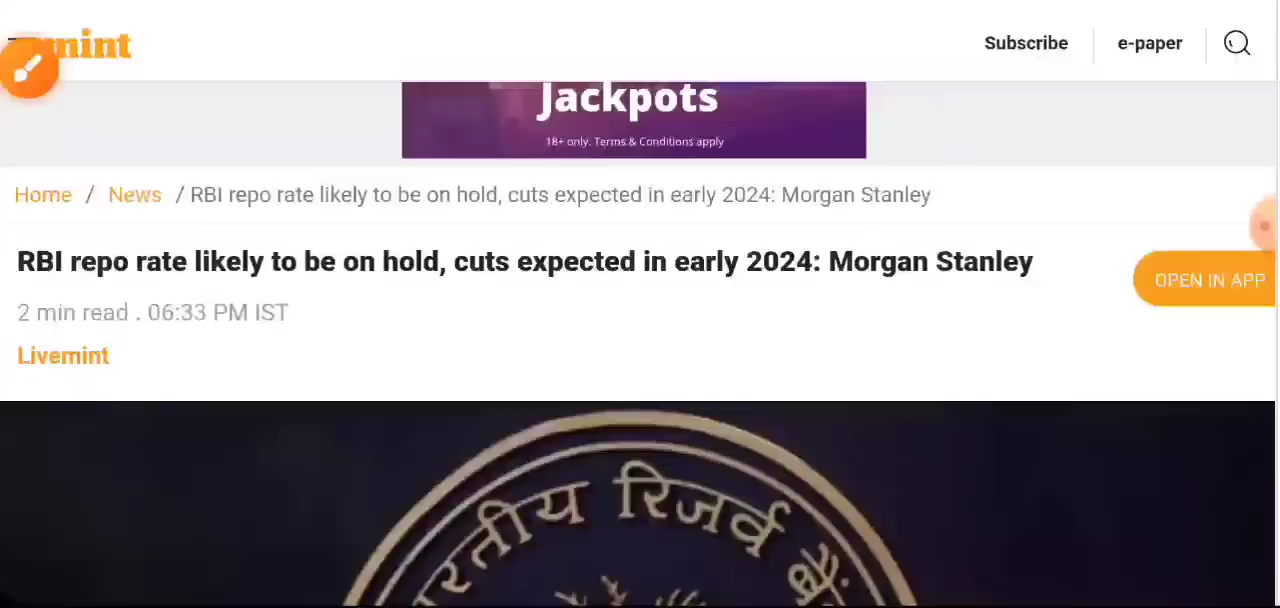 mint
Subscribe
e-paper
Jackpots
18+ only. Terms & Conditions apply
Home / News / RBI repo rate likely to be on hold, cuts expected in early 2024: Morgan Stanley
RBI repo rate likely to be on hold, cuts expected in early 2024: Morgan Stanley
OPEN IN APP
2 min read . 06:33 PM IST
Livemint
रतीय रिजर्व बैं